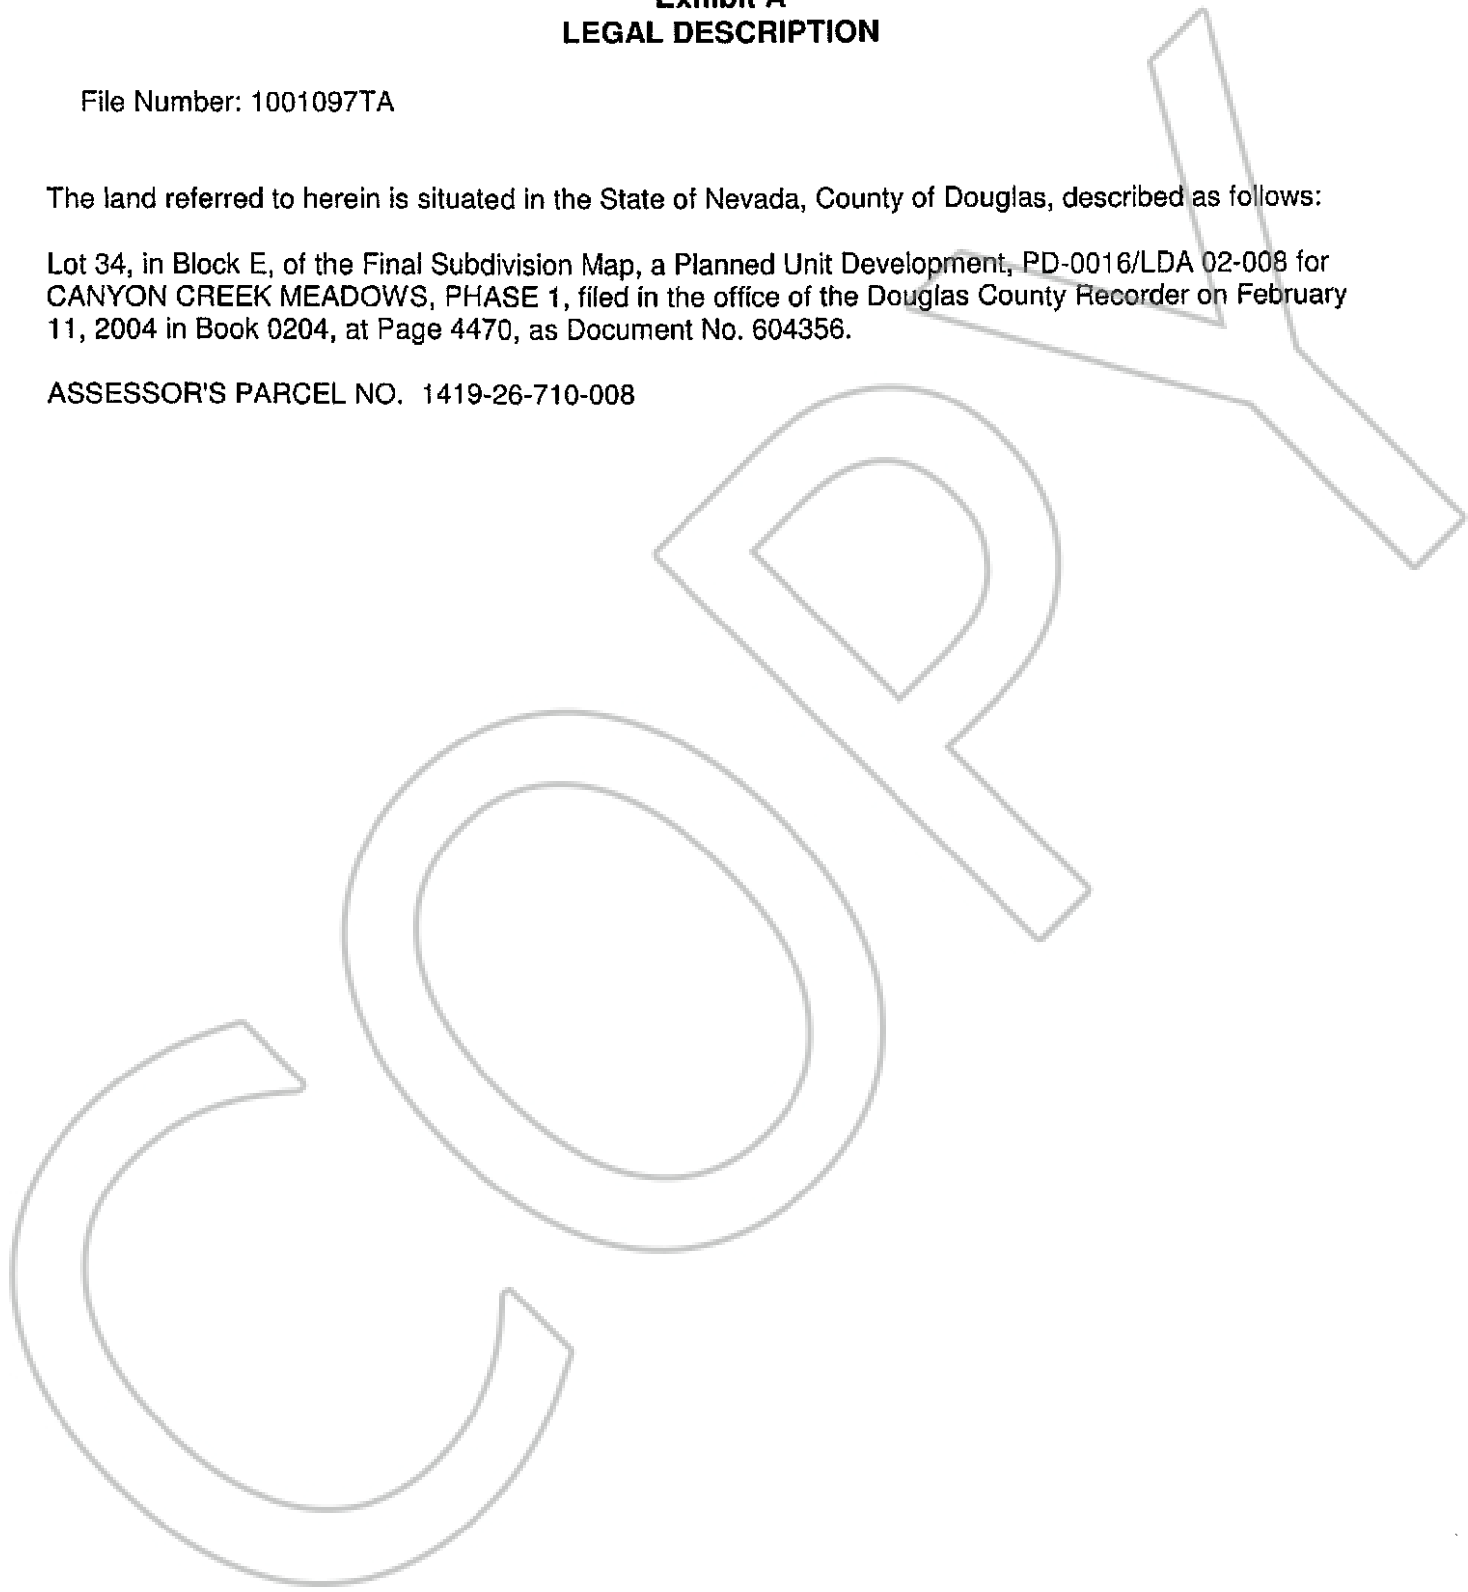 Exhibit A
LEGAL DESCRIPTION
File Number: 1001097TA
The land referred to herein is situated in the State of Nevada, County of Douglas, described as follows:
Lot 34, in Block E, of the Final Subdivision Map, a Planned Unit Development, PD-0016/LDA 02-008 for
CANYON CREEK MEADOWS, PHASE 1, filed in the office of the Douglas County Recorder on February
11, 2004 in Book 0204, at Page 4470, as Document No. 604356.
ASSESSOR'S PARCEL NO. 1419-26-710-008
COPY